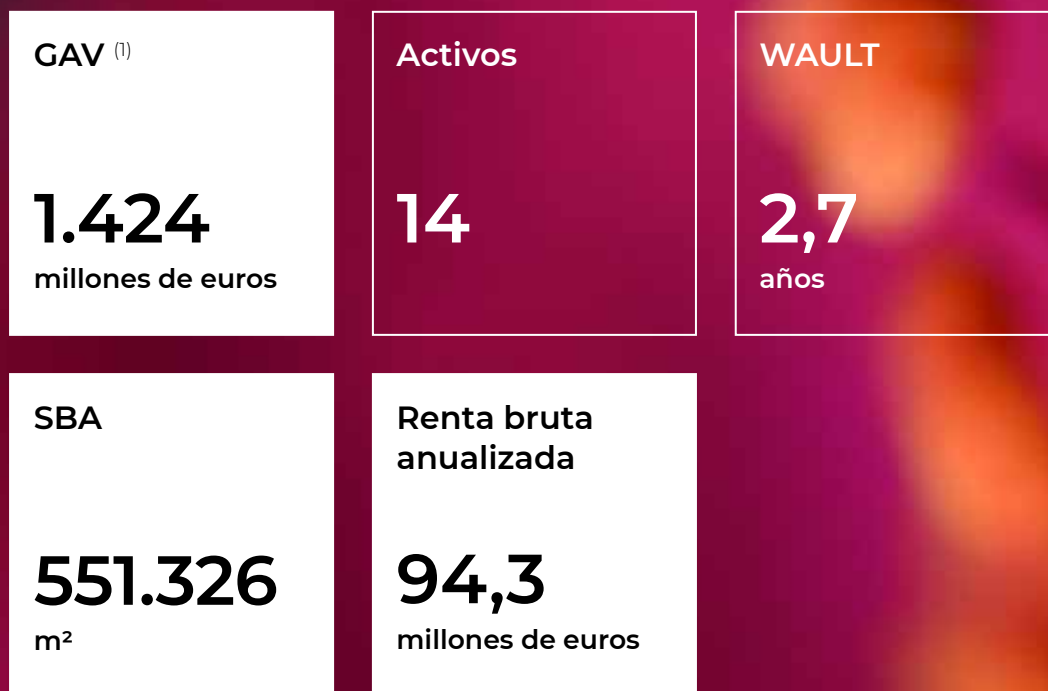 GAV (1)
1.424
millones de euros
Activos
14
WAULT
2,7
años
SBA
551.326
m²
Renta bruta
anualizada
94,3
millones de euros